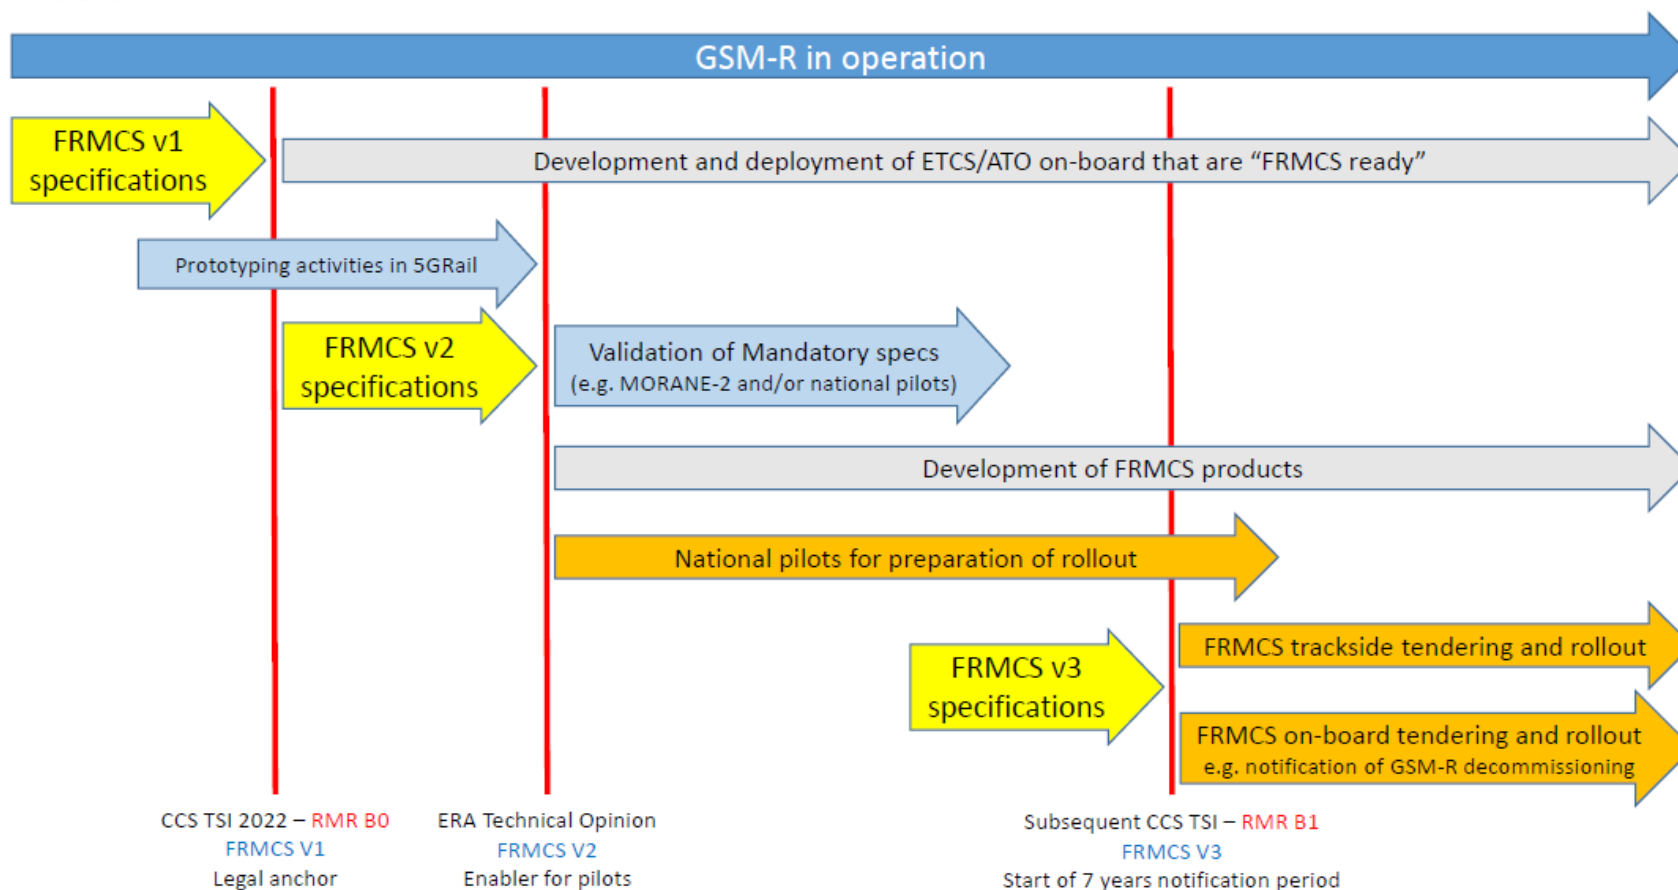 GSM-R in operation
FRMCS v1
specifications
Development and deployment of ETCS/ATO on-board that are “FRMCS ready”
Prototyping activities in 5GRail
FRMCS v2
specifications
Validation of Mandatory specs
(e.g. MORANE-2 and/or national pilots)
Development of FRMCS products
National pilots for preparation of rollout
FRMCS v3
specifications
FRMCS trackside tendering and rollout
FRMCS on-board tendering and rollout
e.g. notification of GSM-R decommissioning
CCS TSI 2022 – RMR B0
FRMCS V1
Legal anchor
ERA Technical Opinion
FRMCS V2
Enabler for pilots
Subsequent CCS TSI – RMR B1
FRMCS V3
Start of 7 years notification period